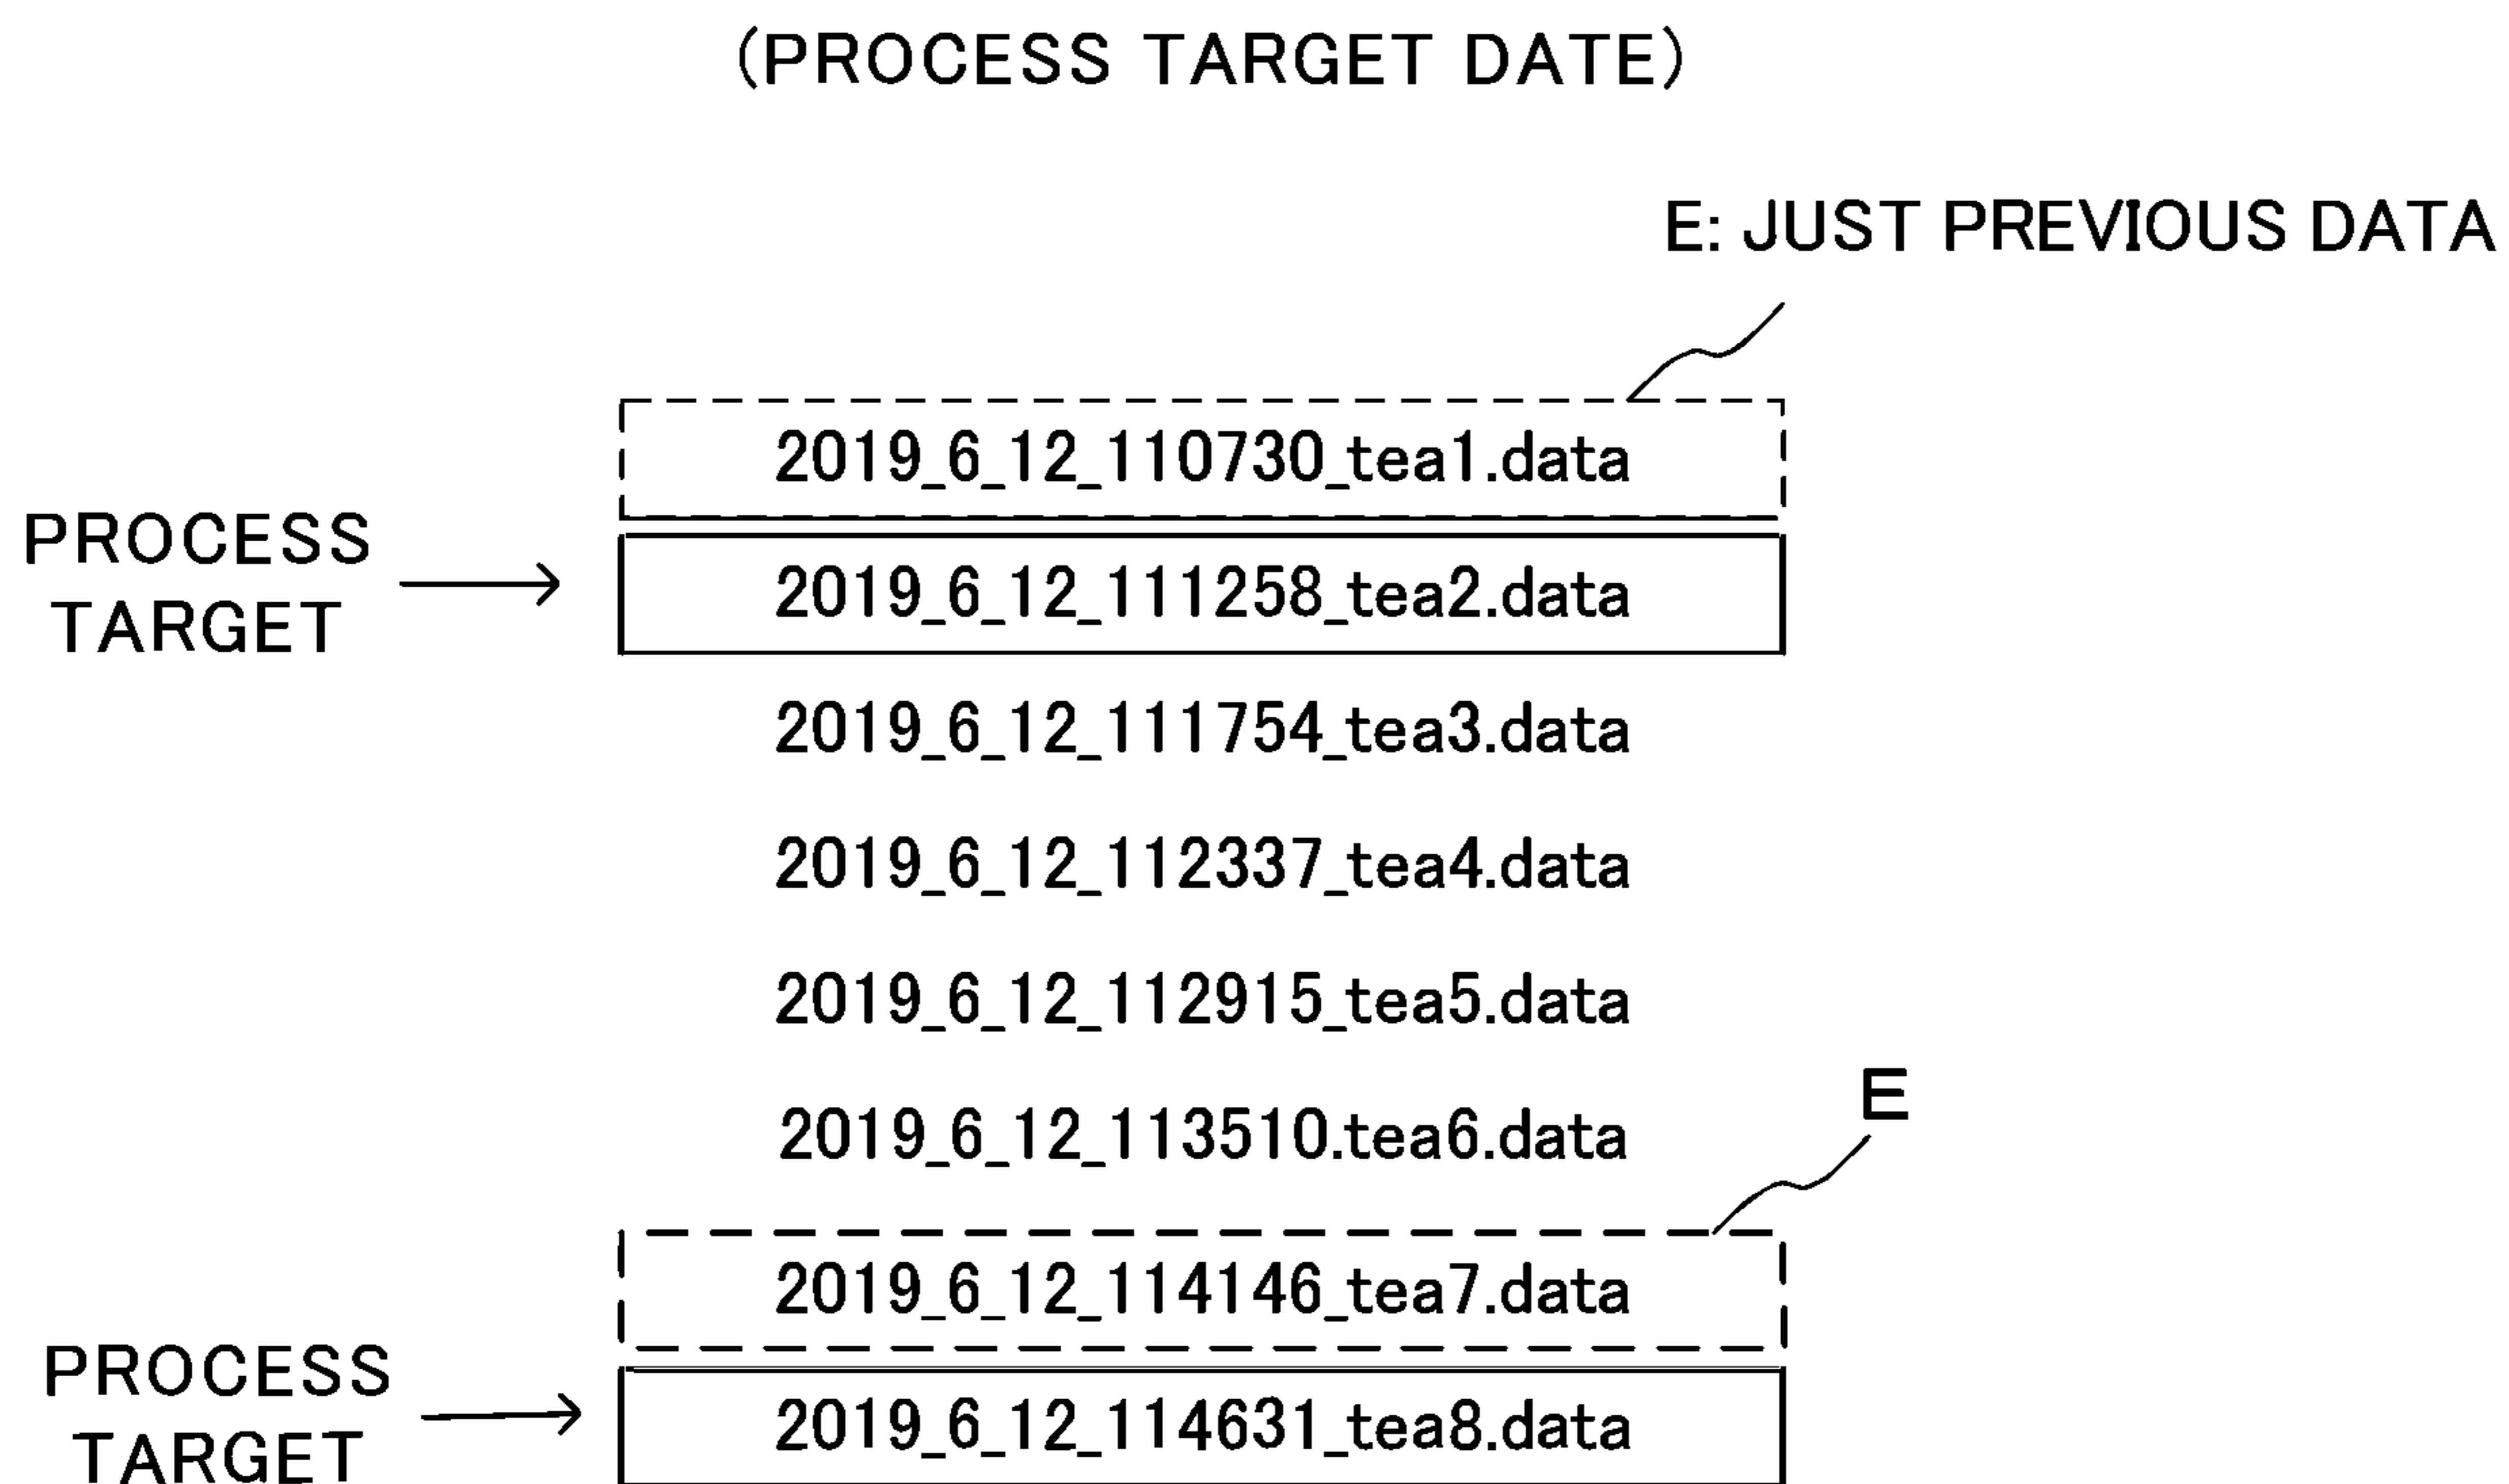 (PROCESS TARGET DATE)
E: JUST PREVIOUS DATA
2019_6_12_110730_tea1.data
PROCESS
TARGET
2019_6_12_111258_tea2.data
2019_6_12_111754_tea3.data
2019_6_12_112337_tea4.data
2019_6_12_112915_tea5.data
E
2019_6_12_113510.tea6.data
2019_6_12_114146_tea7.data
PROCESS
TARGET
2019_6_12_114631_tea8.data